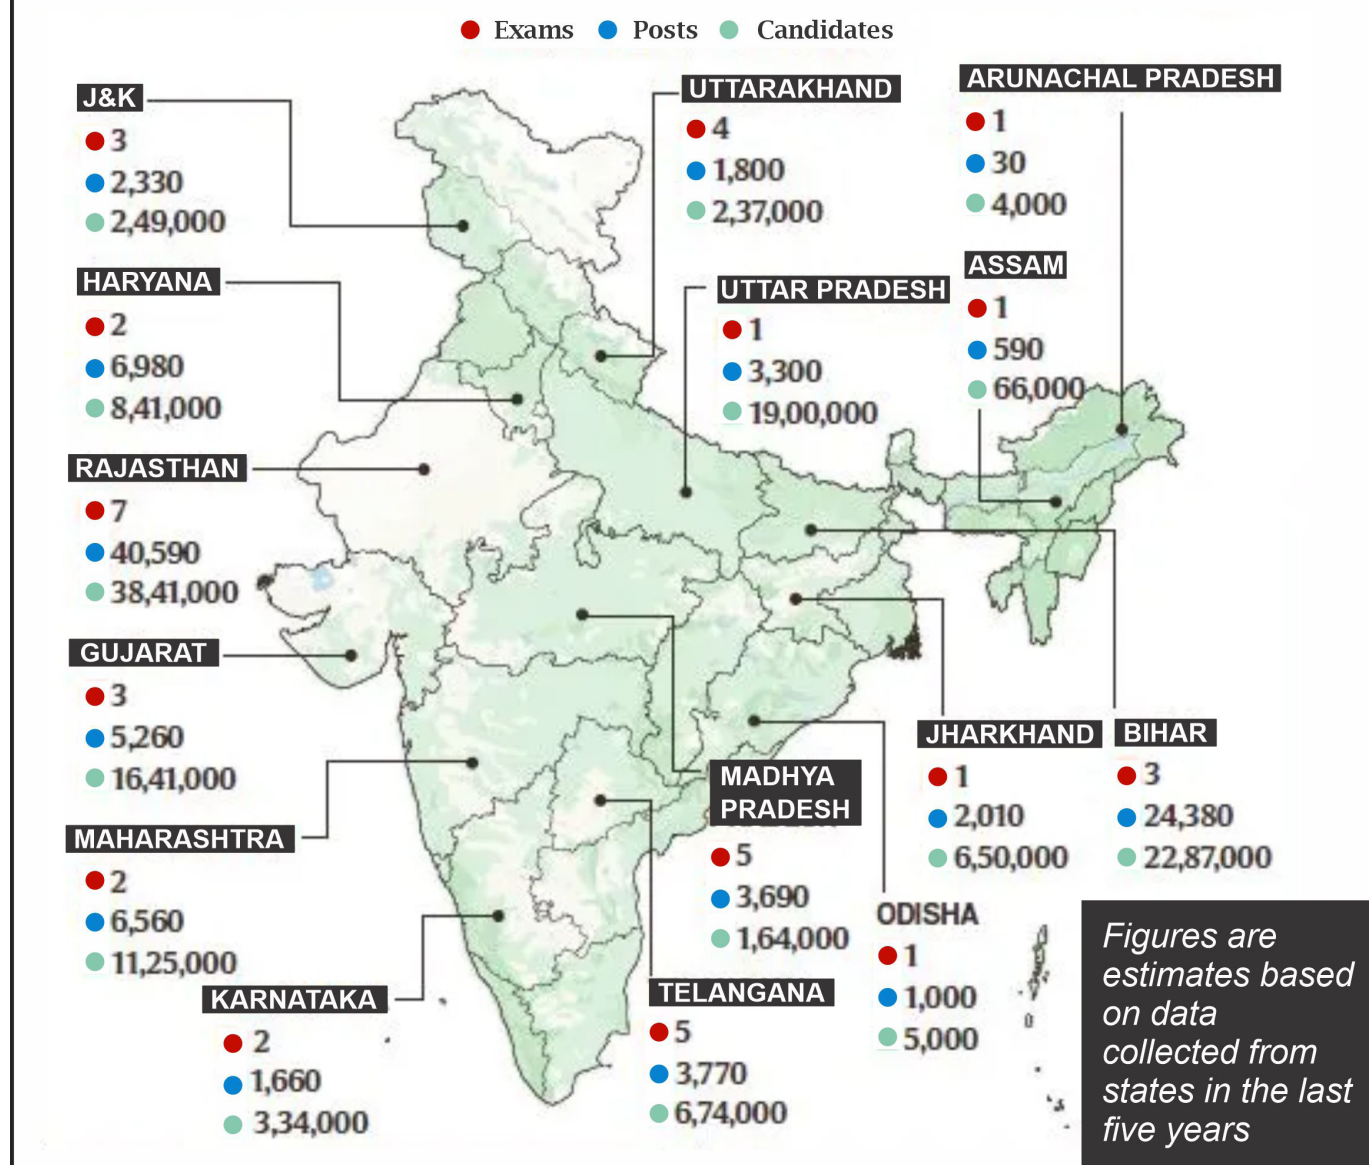 Exams Posts Candidates
J&K
3
2,330
2,49,000
UTTARAKHAND
4
1,800
2,37,000
ARUNACHAL PRADESH
1
30
4,000
HARYANA
2
6,980
8,41,000
UTTAR PRADESH
1
3,300
19,00,000
ASSAM
1
590
66,000
RAJASTHAN
7
40,590
38,41,000
GUJARAT
3
5,260
16,41,000
MAHARASHTRA
2
6,560
11,25,000
KARNATAKA
2
1,660
3,34,000
TELANGANA
5
3,770
6,74,000
MADHYA
PRADESH
5
3,690
1,64,000
ODISHA
1
1,000
5,000
JHARKHAND
1
2,010
6,50,000
BIHAR
3
24,380
22,87,000
Figures are
estimates based
on data
collected from
states in the last
five years